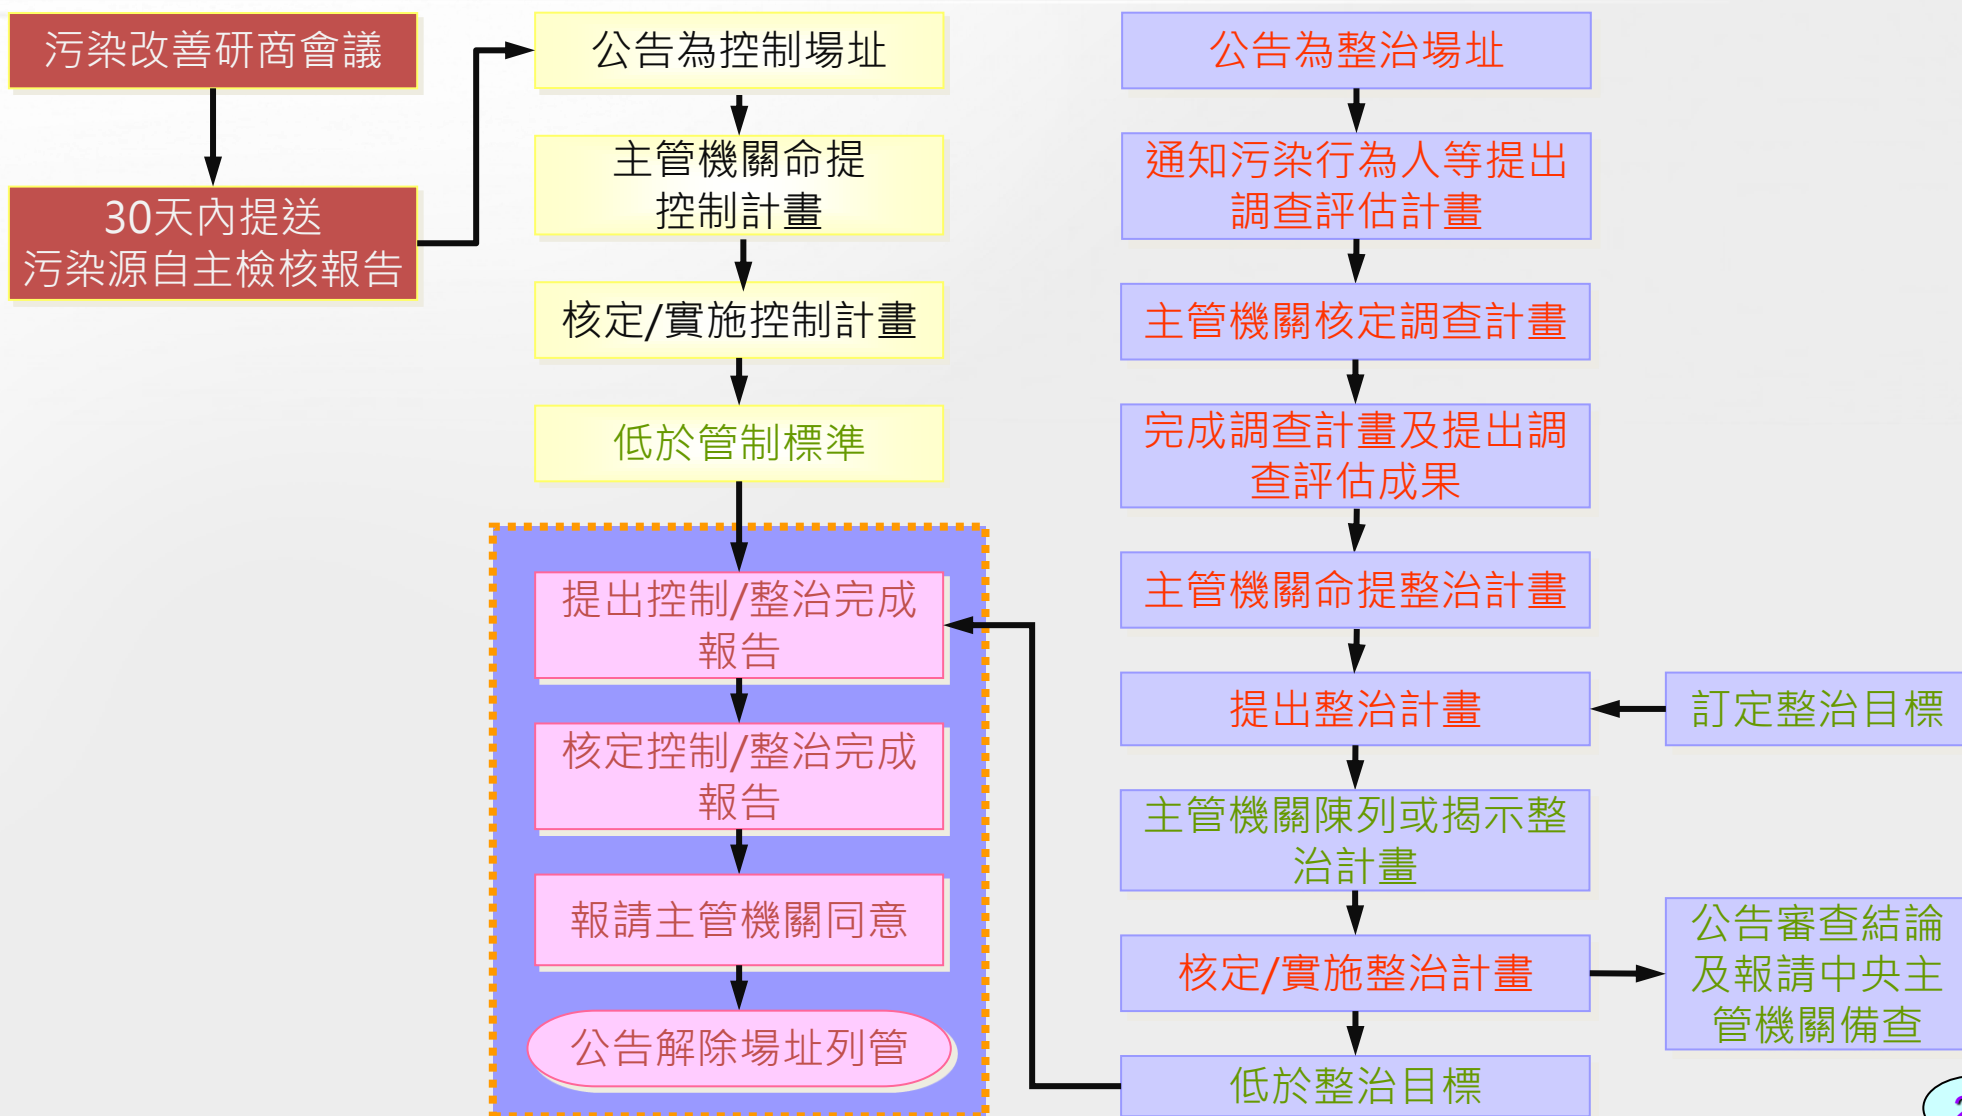 污染改善研商會議
30天內提送
污染源自主檢核報告
公告為控制場址
主管機關命提
控制計畫
核定/實施控制計畫
低於管制標準
提出控制/整治完成
報告
核定控制/整治完成
報告
報請主管機關同意
公告解除場址列管
公告為整治場址
通知污染行為人等提出
調查評估計畫
主管機關核定調查計畫
完成調查計畫及提出調
查評估成果
主管機關命提整治計畫
提出整治計畫
訂定整治目標
主管機關陳列或揭示整
治計畫
核定/實施整治計畫
公告審查結論
及報請中央主
管機關備查
低於整治目標